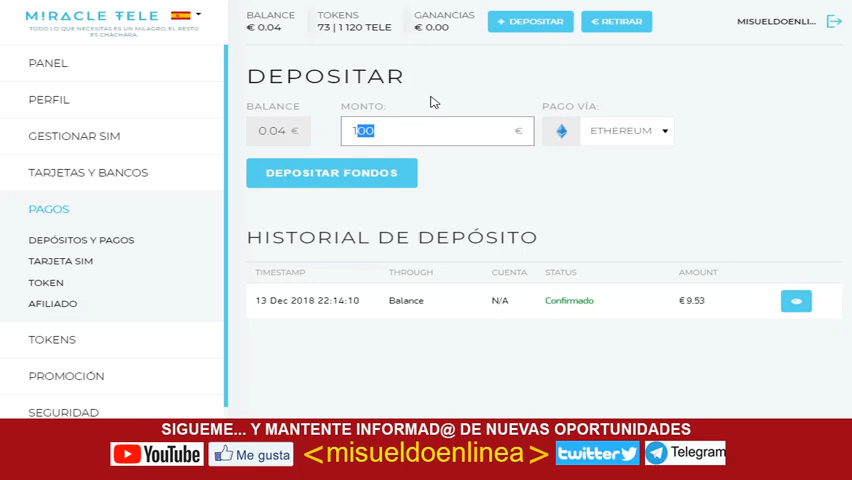 M!RACLE TELE
TODO LO QUE NECESITAS ES UN MILAGRO, EL RESTO
ES CHÁCHARA.
BALANCE
€ 0.04
TOKENS
73 | 1 120 TELE
GANANCIAS
€ 0.00
+ DEPOSITAR
€ RETIRAR
MISUELDOENLI...
PANEL
PERFIL
GESTIONAR SIM
TARJETAS Y BANCOS
PAGOS
DEPÓSITOS Y PAGOS
TARJETA SIM
TOKEN
AFILIADO
TOKENS
PROMOCIÓN
SEGURIDAD
DEPOSITAR
BALANCE
MONTO:
PAGO VÍA:
0.04 €
100 €
ETHEREUM
DEPOSITAR FONDOS
HISTORIAL DE DEPÓSITO
TIMESTAMP THROUGH CUENTA STATUS AMOUNT
13 Dec 2018 22:14:10 Balance N/A Confirmado € 9.53
SIGUEME... Y MANTENTE INFORMAD@ DE NUEVAS OPORTUNIDADES
YouTube Me gusta <misueldoenlinea> twitter Telegram